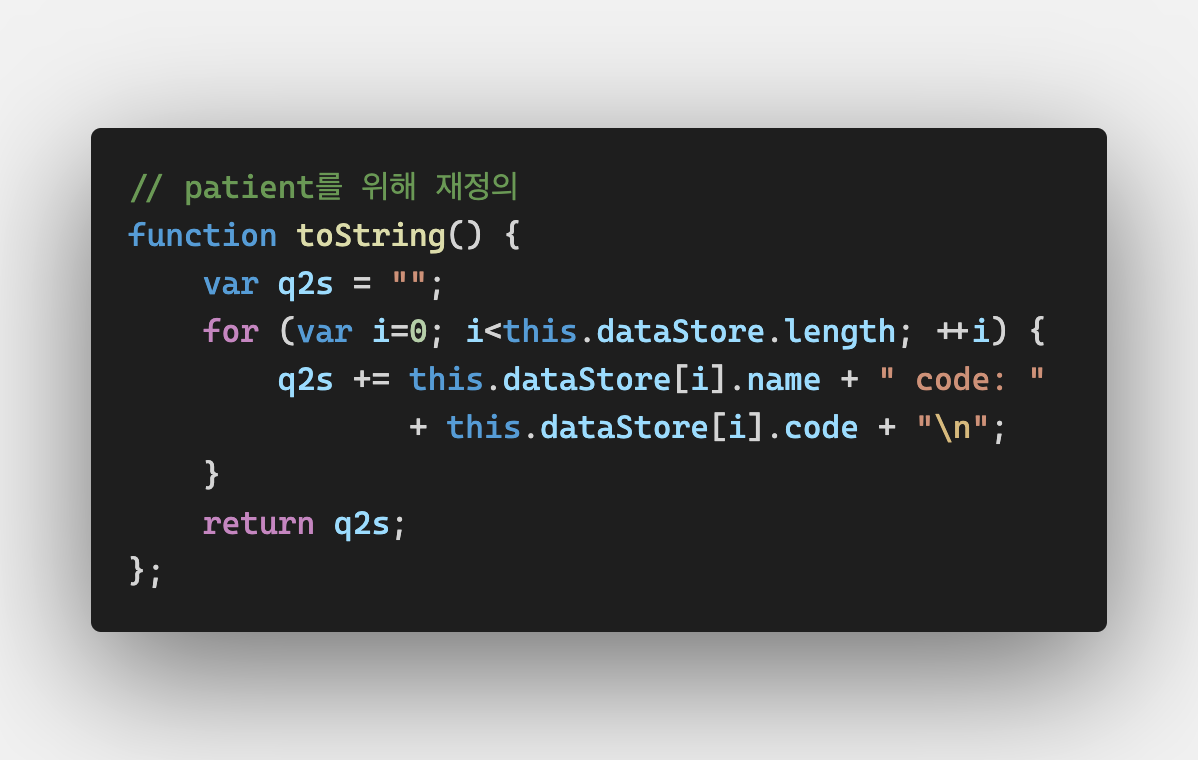 // patient를 위해 재정의
function toString() {
    var q2s = "";
    for (var i=0; i<this.dataStore.length; ++i) {
        q2s += this.dataStore[i].name + " code: "
               + this.dataStore[i].code + "\n";
    }
    return q2s;
};